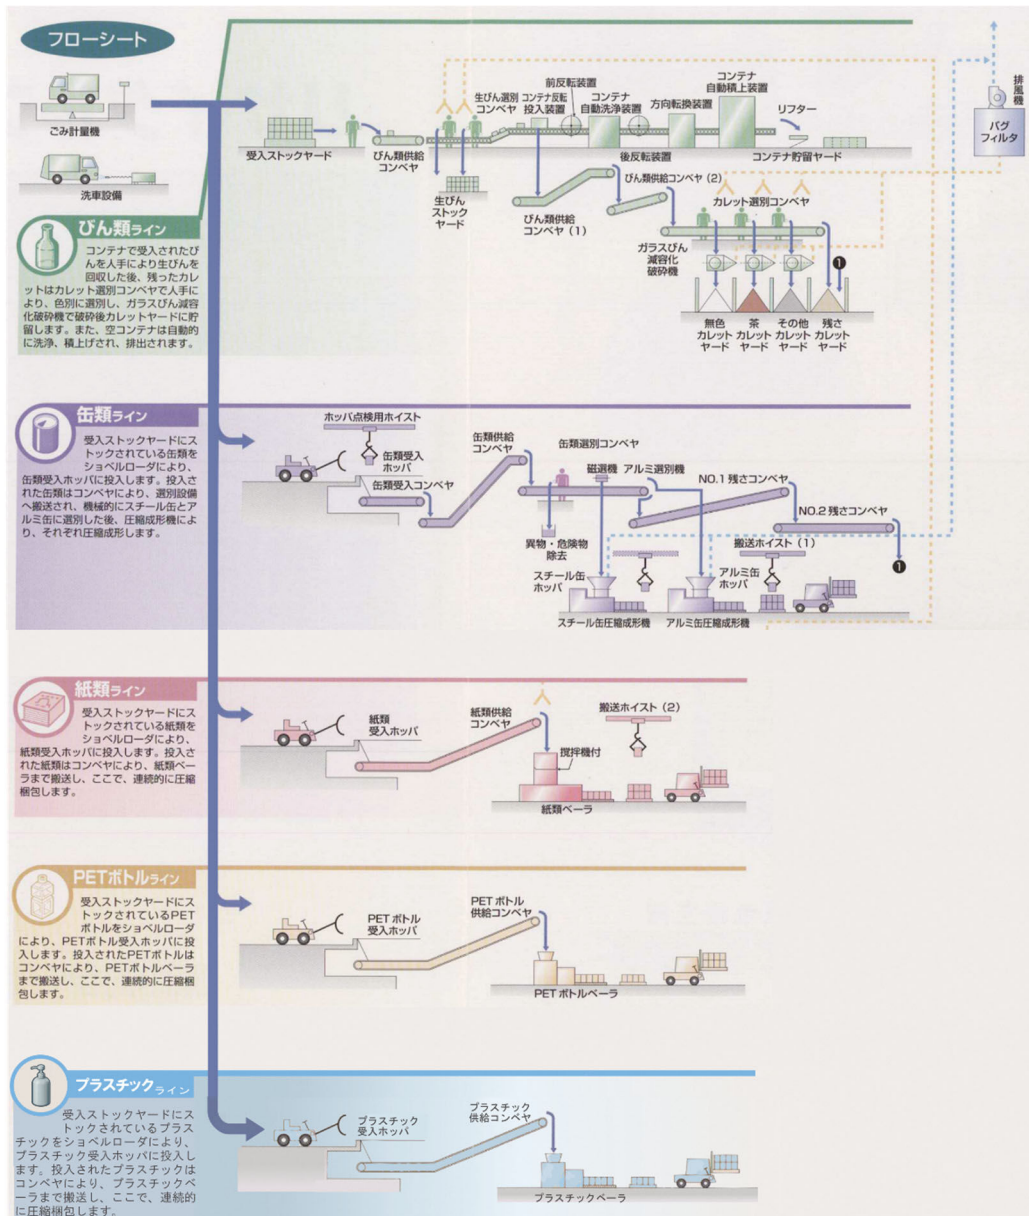 フローシート
ごみ計量機
洗車設備
びん類ライン
コンテナで受入されたび
んを人手により生びんを
回収した後、残ったカレ
ットはカレット選別コンベヤで人手
により、色別に選別し、ガラスびん減容
化破砕機で破砕後カレットヤードに貯
留します。また、空コンテナは自動的
に洗浄、積上げされ、排出されます。
受入ストックヤード
びん類供給
コンベヤ
生びん選別
コンベヤ
生びん
ストック
ヤード
コンテナ反転
投入装置
前反転装置
コンテナ
自動洗浄装置
後反転装置
方向転換装置
コンテナ
自動積上装置
リフター
コンテナ貯留ヤード
排風機
バグ
フィルタ
びん類供給
コンベヤ(1)
びん類供給コンベヤ(2)
カレット選別コンベヤ
ガラスびん
減容化
破砕機
❶
無色
カレット
ヤード
茶
カレット
ヤード
その他
カレット
ヤード
残さ
カレット
ヤード
缶類ライン
受入ストックヤードにス
トックされている缶類を
ショベルローダにより、
缶類受入ホッパに投入します。投入さ
れた缶類はコンベヤにより、選別設備
へ搬送され、機械的にスチール缶とア
ルミ缶に選別した後、圧縮成形機によ
り、それぞれ圧縮成形します。
ホッパ点検用ホイスト
缶類受入
ホッパ
缶類受入コンベヤ
缶類供給
コンベヤ
缶類選別コンベヤ
磁選機
アルミ選別機
NO.1 残さコンベヤ
NO.2 残さコンベヤ
異物・危険物
除去
❶
スチール缶
ホッパ
アルミ缶
ホッパ
搬送ホイスト(1)
スチール缶圧縮成形機
アルミ缶圧縮成形機
紙類ライン
受入ストックヤードにス
トックされている紙類を
ショベルローダにより、
紙類受入ホッパに投入します。投入さ
れた紙類はコンベヤにより、紙類ベー
ラまで搬送し、ここで、連続的に圧縮
梱包します。
紙類
受入ホッパ
紙類供給
コンベヤ
搬送ホイスト(2)
撹拌機付
紙類ベーラ
PETボトルライン
受入ストックヤードにス
トックされているPET
ボトルをショベルローダ
により、PETボトル受入ホッパに投
入します。投入されたPETボトルは
コンベヤにより、PETボトルベーラ
まで搬送し、ここで、連続的に圧縮梱
包します。
PET ボトル
受入ホッパ
PET ボトル
供給コンベヤ
PET ボトルベーラ
プラスチックライン
受入ストックヤードにス
トックされているプラス
チックをショベルローダにより、
プラスチック受入ホッパに投入し
ます。投入されたプラスチックは
コンベヤにより、プラスチックベ
ーラまで搬送し、ここで、連続的
に圧縮梱包します。
プラスチック
受入ホッパ
プラスチック
供給コンベヤ
プラスチックベーラ